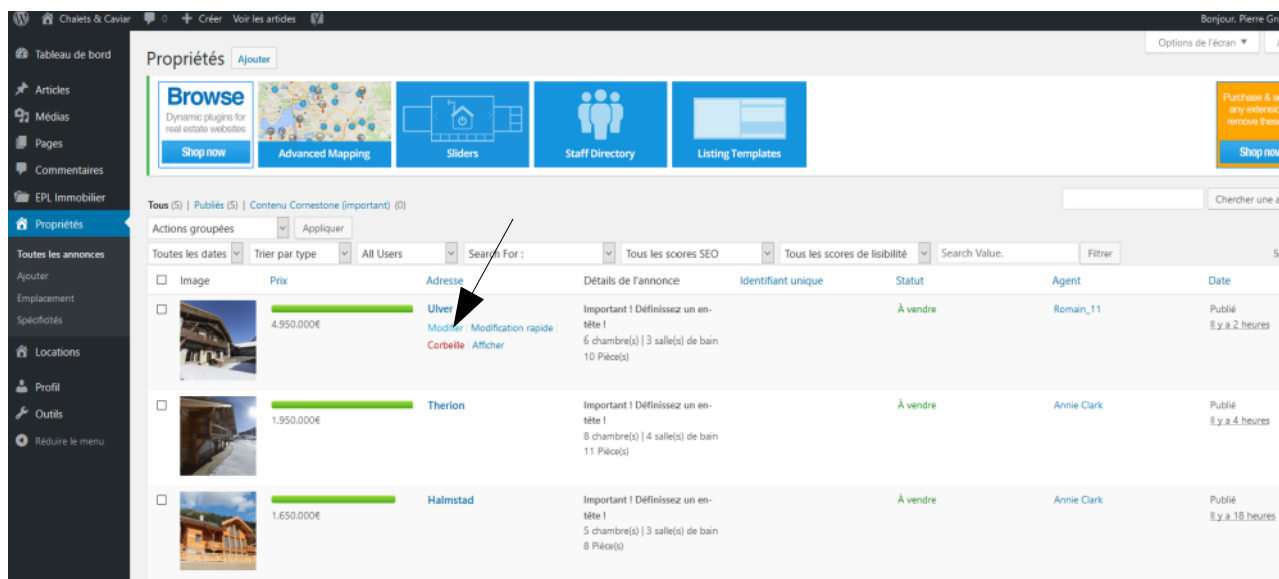 Chalets & Caviar 0 + Créer Voir les articles Bonjour, Pierre
Tableau de bord
Articles
Médias
Pages
Commentaires
EPL Immobilier
Propriétés
Toutes les annonces
Ajouter
Emplacement
Spécificités
Locations
Profil
Outils
Réduire le menu
Options de l'écran
Propriétés Ajouter
Browse
Dynamic plugins for
real estate websites
Shop now
Advanced Mapping
Sliders
Staff Directory
Listing Templates
Purchase &
any
remove
Shop
Tous (5) | Publiés (5) | Contenu Cornestone (important) (0)
Chercher une
Actions groupées Appliquer
Toutes les dates Trier par type All Users Search For : Tous les scores SEO Tous les scores de lisibilité Search Value. Filtrer 5
Image Prix Adresse Détails de l'annonce Identifiant unique Statut Agent Date
4.950.000€
Ulver
Modifier | Modification rapide |
Corbeille | Afficher
Important ! Définissez un en-
tête !
6 chambre(s) | 3 salle(s) de bain
10 Pièce(s)
À vendre
Romain_11
Publié
Il y a 2 heures
1.950.000€
Therion
Important ! Définissez un en-
tête !
8 chambre(s) | 4 salle(s) de bain
11 Pièce(s)
À vendre
Annie Clark
Publié
Il y a 4 heures
1.650.000€
Halmstad
Important ! Définissez un en-
tête !
5 chambre(s) | 3 salle(s) de bain
8 Pièce(s)
À vendre
Annie Clark
Publié
Il y a 18 heures